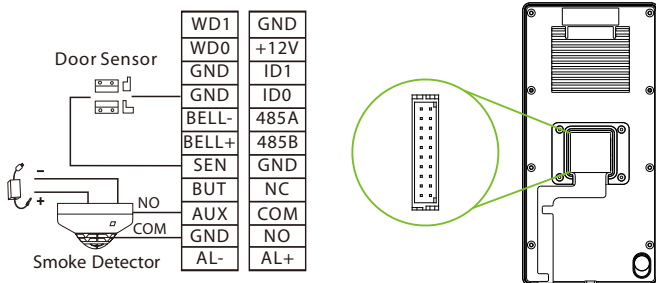 WD1 GND
WD0 +12V
Door Sensor
GND ID1
GND ID0
BELL- 485A
BELL+ 485B
SEN GND
BUT NC
−
+
NO
AUX COM
COM
GND NO
Smoke Detector
AL- AL+